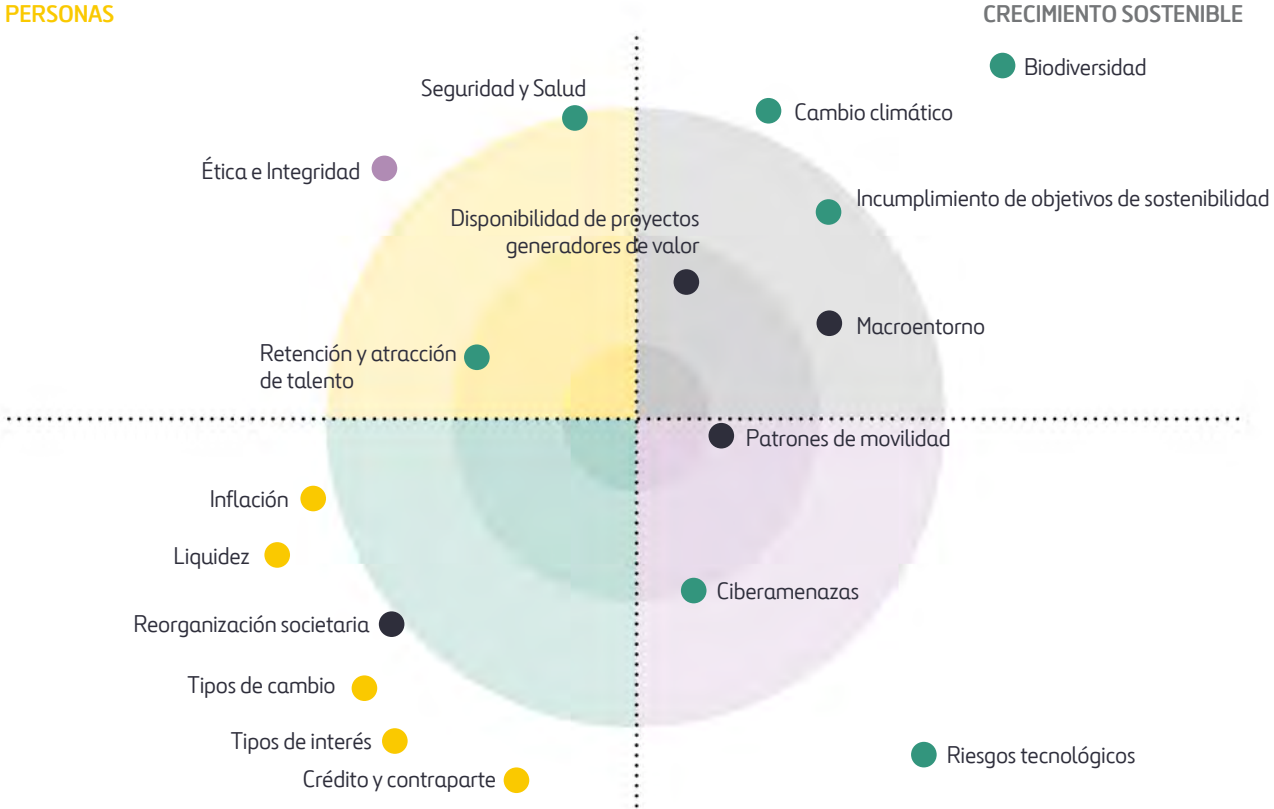 PERSONAS
CRECIMIENTO SOSTENIBLE
Biodiversidad
Seguridad y Salud
Cambio climático
Ética e Integridad
Incumplimiento de objetivos de sostenibilidad
Disponibilidad de proyectos
generadores de valor
Macroentorno
Retención y atracción
de talento
Patrones de movilidad
Inflación
Liquidez
Ciberamenazas
Reorganización societaria
Tipos de cambio
Tipos de interés
Riesgos tecnológicos
Crédito y contraparte